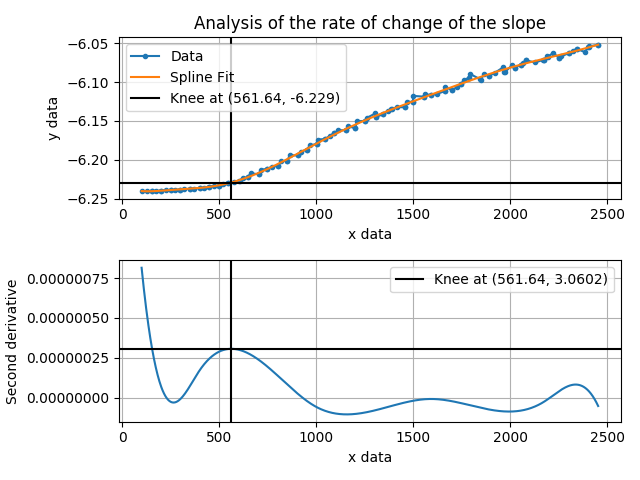 Analysis of the rate of change of the slope
Data
Spline Fit
Knee at (561.64, -6.229)
y data
−6.05
−6.10
−6.15
−6.20
−6.25
0 500 1000 1500 2000 2500
x data
Knee at (561.64, 3.0602)
Second derivative
0.00000075
0.00000050
0.00000025
0.00000000
0 500 1000 1500 2000 2500
x data